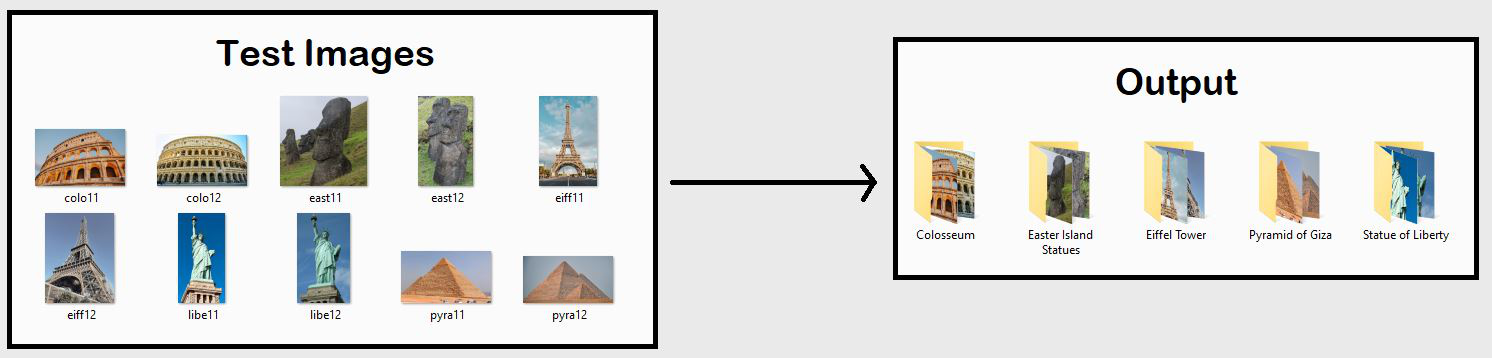 Test Images
colo11
colo12
east11
east12
eiff11
eiff12
libe11
libe12
pyra11
pyra12
Output
Colosseum
Easter Island
Statues
Eiffel Tower
Pyramid of Giza
Statue of Liberty